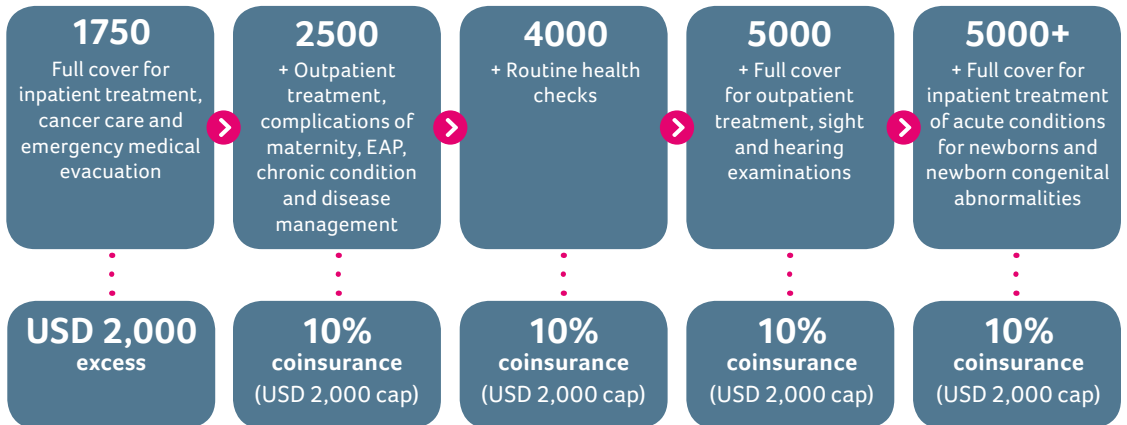 1750
Full cover for
inpatient treatment,
cancer care and
emergency medical
evacuation
2500
+ Outpatient
treatment,
complications of
maternity, EAP,
chronic condition
and disease
management
4000
+ Routine health
checks
5000
+ Full cover
for outpatient
treatment, sight
and hearing
examinations
5000+
+ Full cover for
inpatient treatment
of acute conditions
for newborns and
newborn congenital
abnormalities
USD 2,000
excess
10%
coinsurance
(USD 2,000 cap)
10%
coinsurance
(USD 2,000 cap)
10%
coinsurance
(USD 2,000 cap)
10%
coinsurance
(USD 2,000 cap)